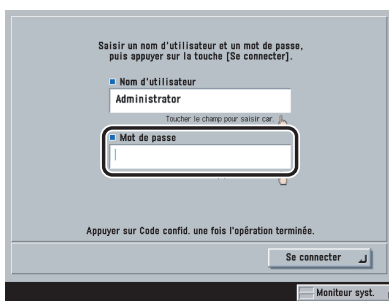 Saisir un nom d'utilisateur et un mot de passe,
puis appuyer sur la touche [Se connecter].
Nom d'utilisateur
Administrator
Toucher le champ pour saisir car.
Mot de passe
Appuyer sur Code confid. une fois l'opération terminée.
Se connecter
Moniteur syst.